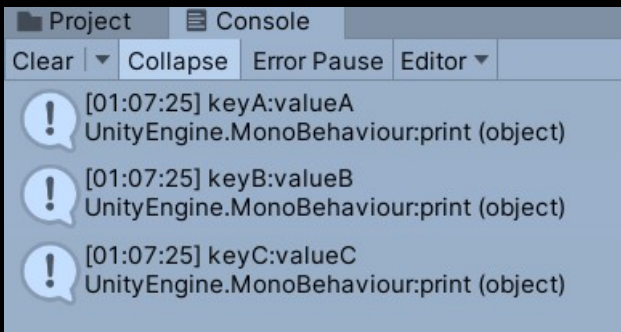 Project Console
Clear Collapse Error Pause Editor
[01:07:25] keyA:valueA
UnityEngine.MonoBehaviour:print (object)
[01:07:25] keyB:valueB
UnityEngine.MonoBehaviour:print (object)
[01:07:25] keyC:valueC
UnityEngine.MonoBehaviour:print (object)